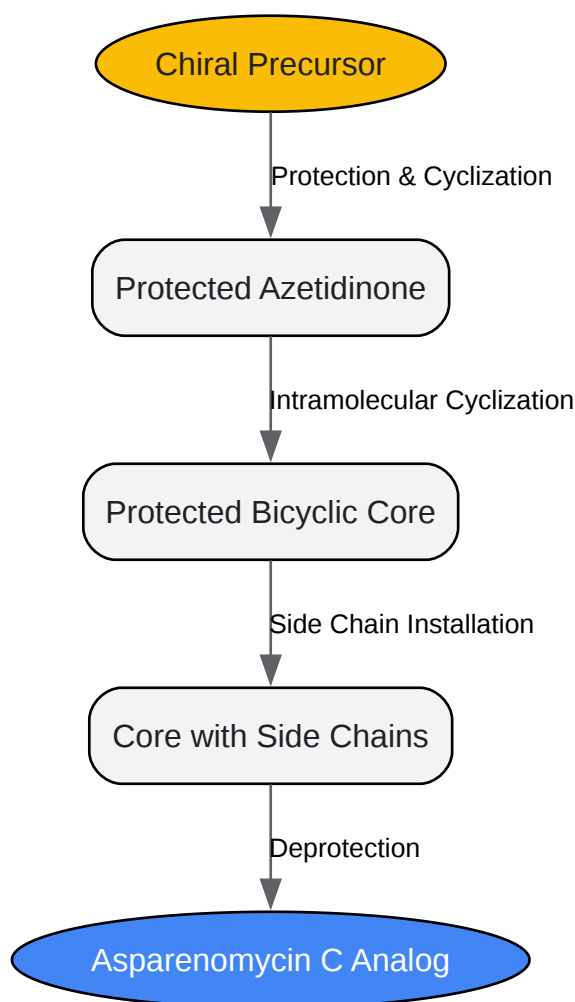 Chiral Precursor
Protection & Cyclization
Protected Azetidinone
Intramolecular Cyclization
Protected Bicyclic Core
Side Chain Installation
Core with Side Chains
Deprotection
Asparenomycin C Analog